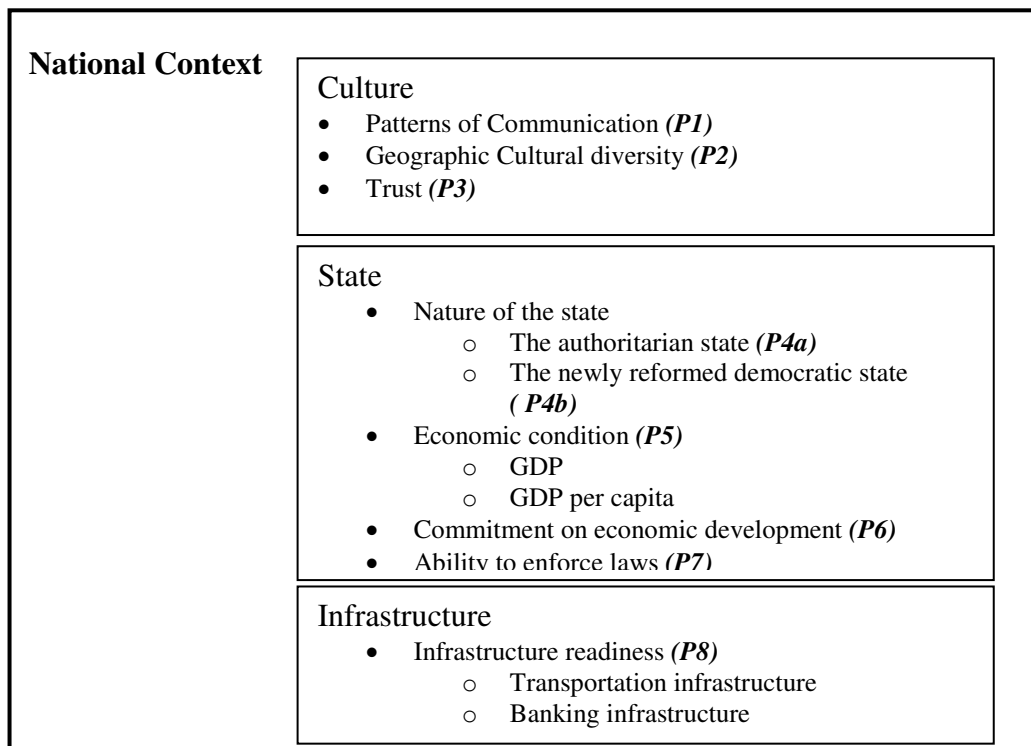 National Context
Culture
• Patterns of Communication (P1)
• Geographic Cultural diversity (P2)
• Trust (P3)
State
• Nature of the state
o The authoritarian state (P4a)
o The newly reformed democratic state
( P4b)
• Economic condition (P5)
o GDP
o GDP per capita
• Commitment on economic development (P6)
• Ability to enforce laws (P7)
Infrastructure
• Infrastructure readiness (P8)
o Transportation infrastructure
o Banking infrastructure